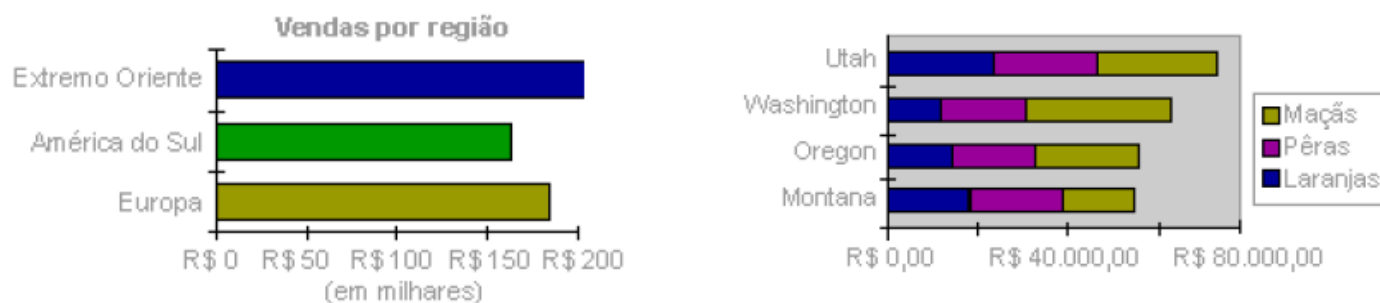 Vendas por região
Extremo Oriente
América do Sul
Europa
R$ 0 R$ 50 R$ 100 R$ 150 R$ 200
(em milhares)
Utah
Washington
Oregon
Montana
R$ 0,00 R$ 40.000,00 R$ 80.000,00
Maçãs
Pêras
Laranjas